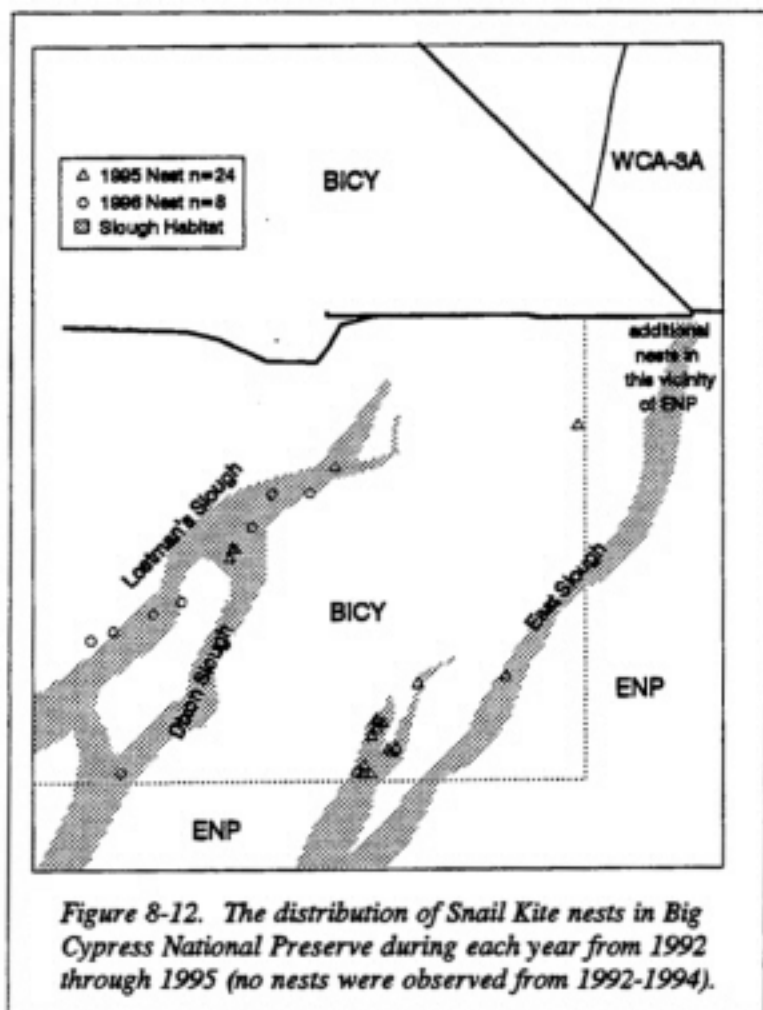 BICY
WCA-3A
△ 1995 Nest n=24
○ 1996 Nest n=8
Slough Habitat
additional
nests in
this vicinity
of ENP
Lostman's Slough
East Slough
BICY
Dixon Slough
ENP
ENP
Figure 8-12. The distribution of Snail Kite nests in Big
Cypress National Preserve during each year from 1992
through 1995 (no nests were observed from 1992-1994).